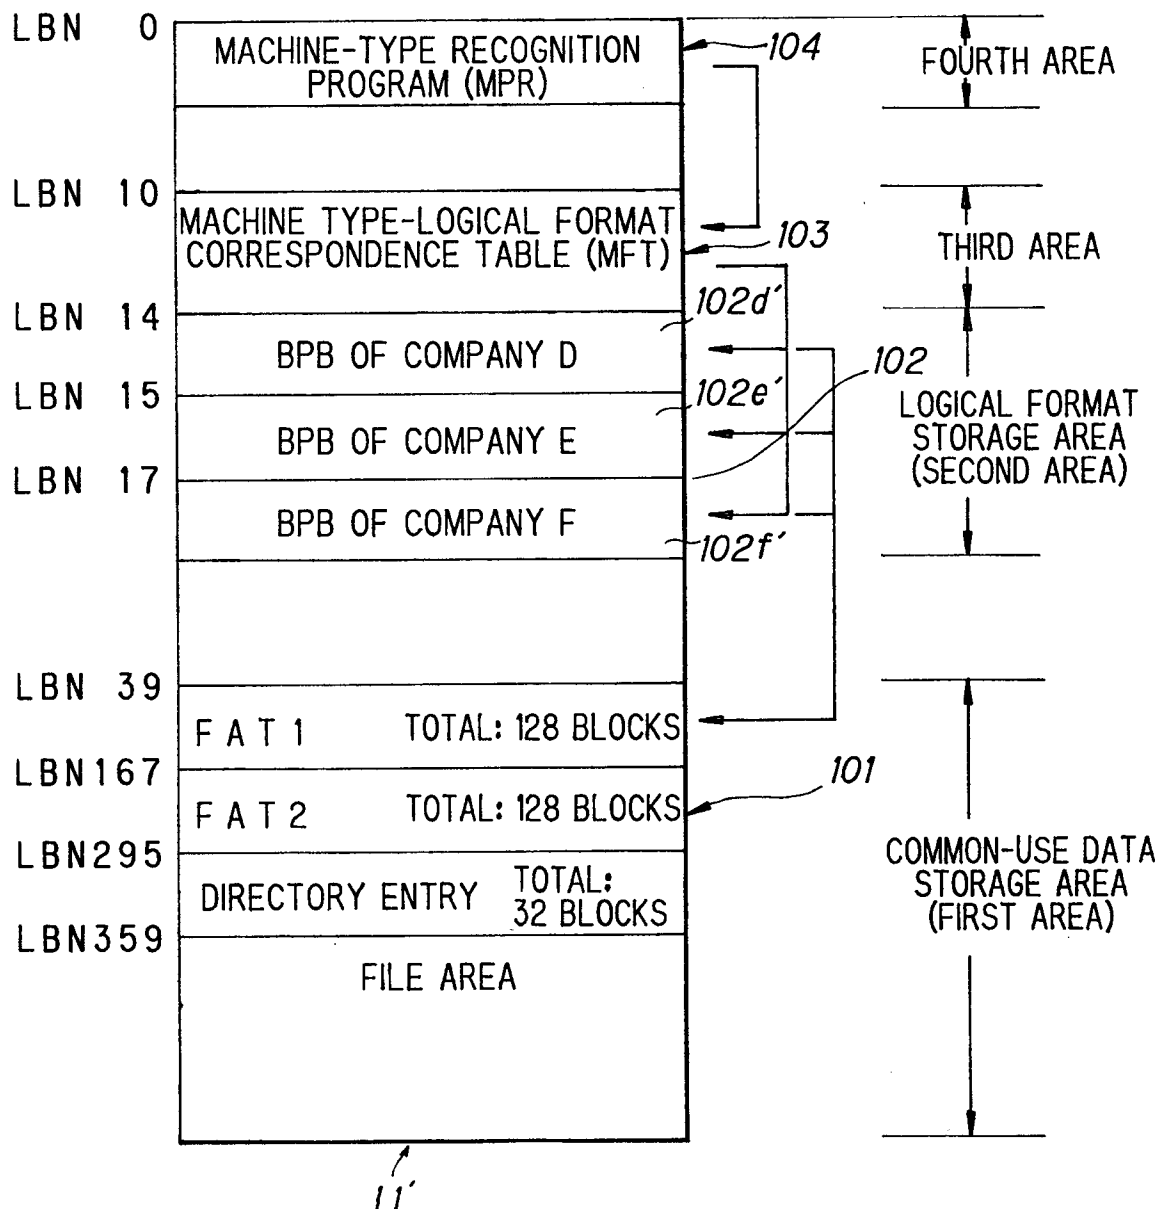 LBN 0
MACHINE-TYPE RECOGNITION
PROGRAM (MPR)
104
FOURTH AREA
LBN 10
MACHINE TYPE-LOGICAL FORMAT
CORRESPONDENCE TABLE (MFT)
103
THIRD AREA
LBN 14
102d'
BPB OF COMPANY D
102
LBN 15
102e'
BPB OF COMPANY E
LOGICAL FORMAT
STORAGE AREA
(SECOND AREA)
LBN 17
BPB OF COMPANY F
102f'
LBN 39
FAT1 TOTAL: 128 BLOCKS
LBN167
101
FAT2 TOTAL: 128 BLOCKS
LBN295
COMMON-USE DATA
STORAGE AREA
(FIRST AREA)
DIRECTORY ENTRY TOTAL:
32 BLOCKS
LBN359
FILE AREA
11'